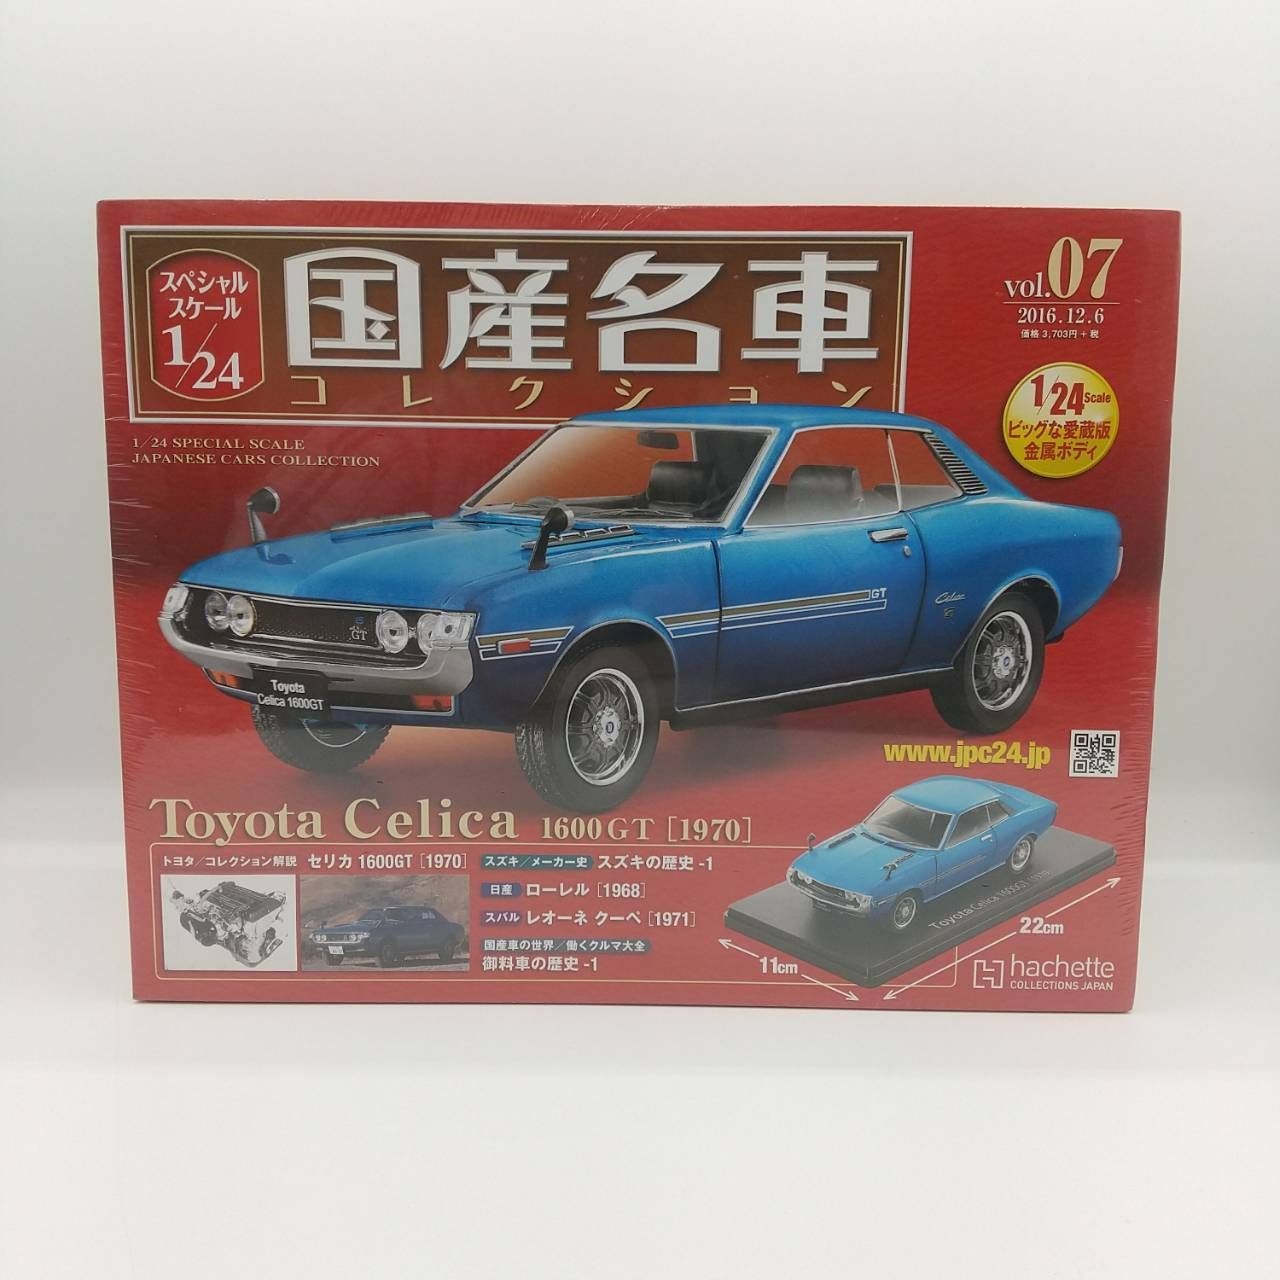 スペシャル
スケール
1/24
国産名車
コレクション
1/24 SPECIAL SCALE
JAPANESE CARS COLLECTION
vol.07
2016.12.6
価格 3,703円+税
1/24 Scale
ビッグな愛蔵版
金属ボディ
GT
Celica
GT
Toyota
Celica 1600GT
www.jpc24.jp
Toyota Celica 1600GT [1970]
トヨタ/コレクション解説 セリカ 1600GT [1970]
スズキ/メーカー史 スズキの歴史-1
日産 ローレル [1968]
スバル レオーネ クーペ [1971]
国産車の世界/働くクルマ大全
御料車の歴史-1
Toyota Celica 1600GT (1970)
11cm
22cm
hachette
COLLECTIONS JAPAN